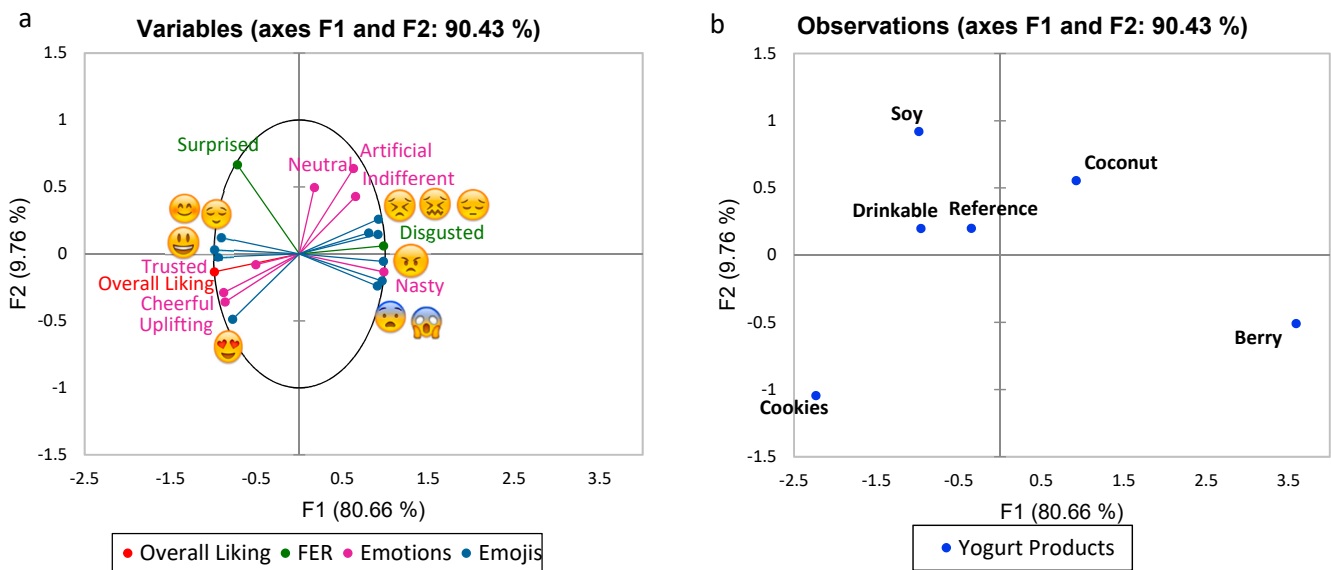 a
Variables (axes F1 and F2: 90.43 %)
1.5
1
0.5
0
-0.5
-1
-1.5
F2 (9.76 %)
Surprised
Neutral
Artificial
Indifferent
Disgusted
Trusted
Overall Liking
Nasty
Cheerful
Uplifting
-2.5 -1.5 -0.5 0.5 1.5 2.5 3.5
F1 (80.66 %)
Overall Liking FER Emotions Emojis
b
Observations (axes F1 and F2: 90.43 %)
1.5
1
0.5
0
-0.5
-1
-1.5
F2 (9.76 %)
Soy
Coconut
Drinkable Reference
Berry
Cookies
-2.5 -1.5 -0.5 0.5 1.5 2.5 3.5
F1 (80.66 %)
Yogurt Products